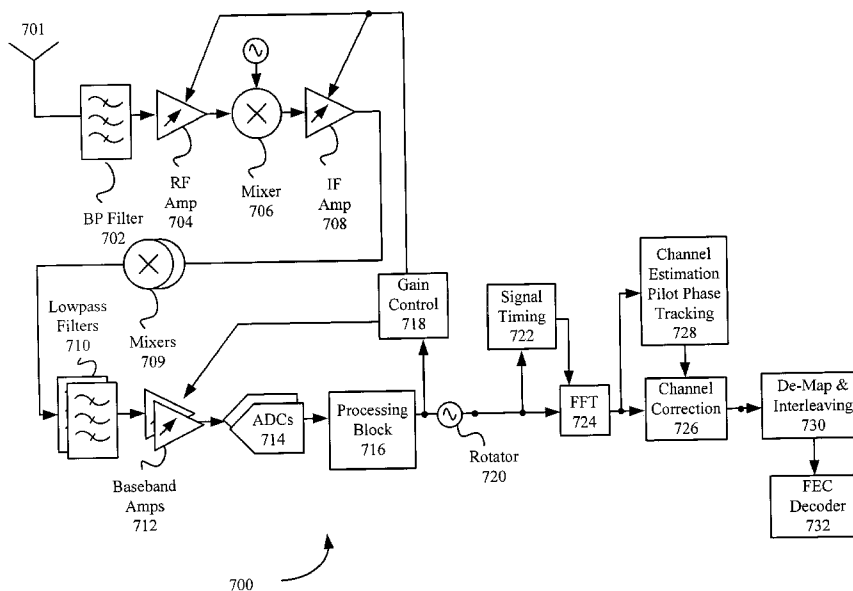 701
BP Filter
702
RF
Amp
704
Mixer
706
IF
Amp
708
Mixers
709
Lowpass
Filters
710
Baseband
Amps
712
ADCs
714
Processing
Block
716
Gain
Control
718
Rotator
720
Signal
Timing
722
FFT
724
Channel
Estimation
Pilot Phase
Tracking
728
Channel
Correction
726
De-Map &
Interleaving
730
FEC
Decoder
732
700